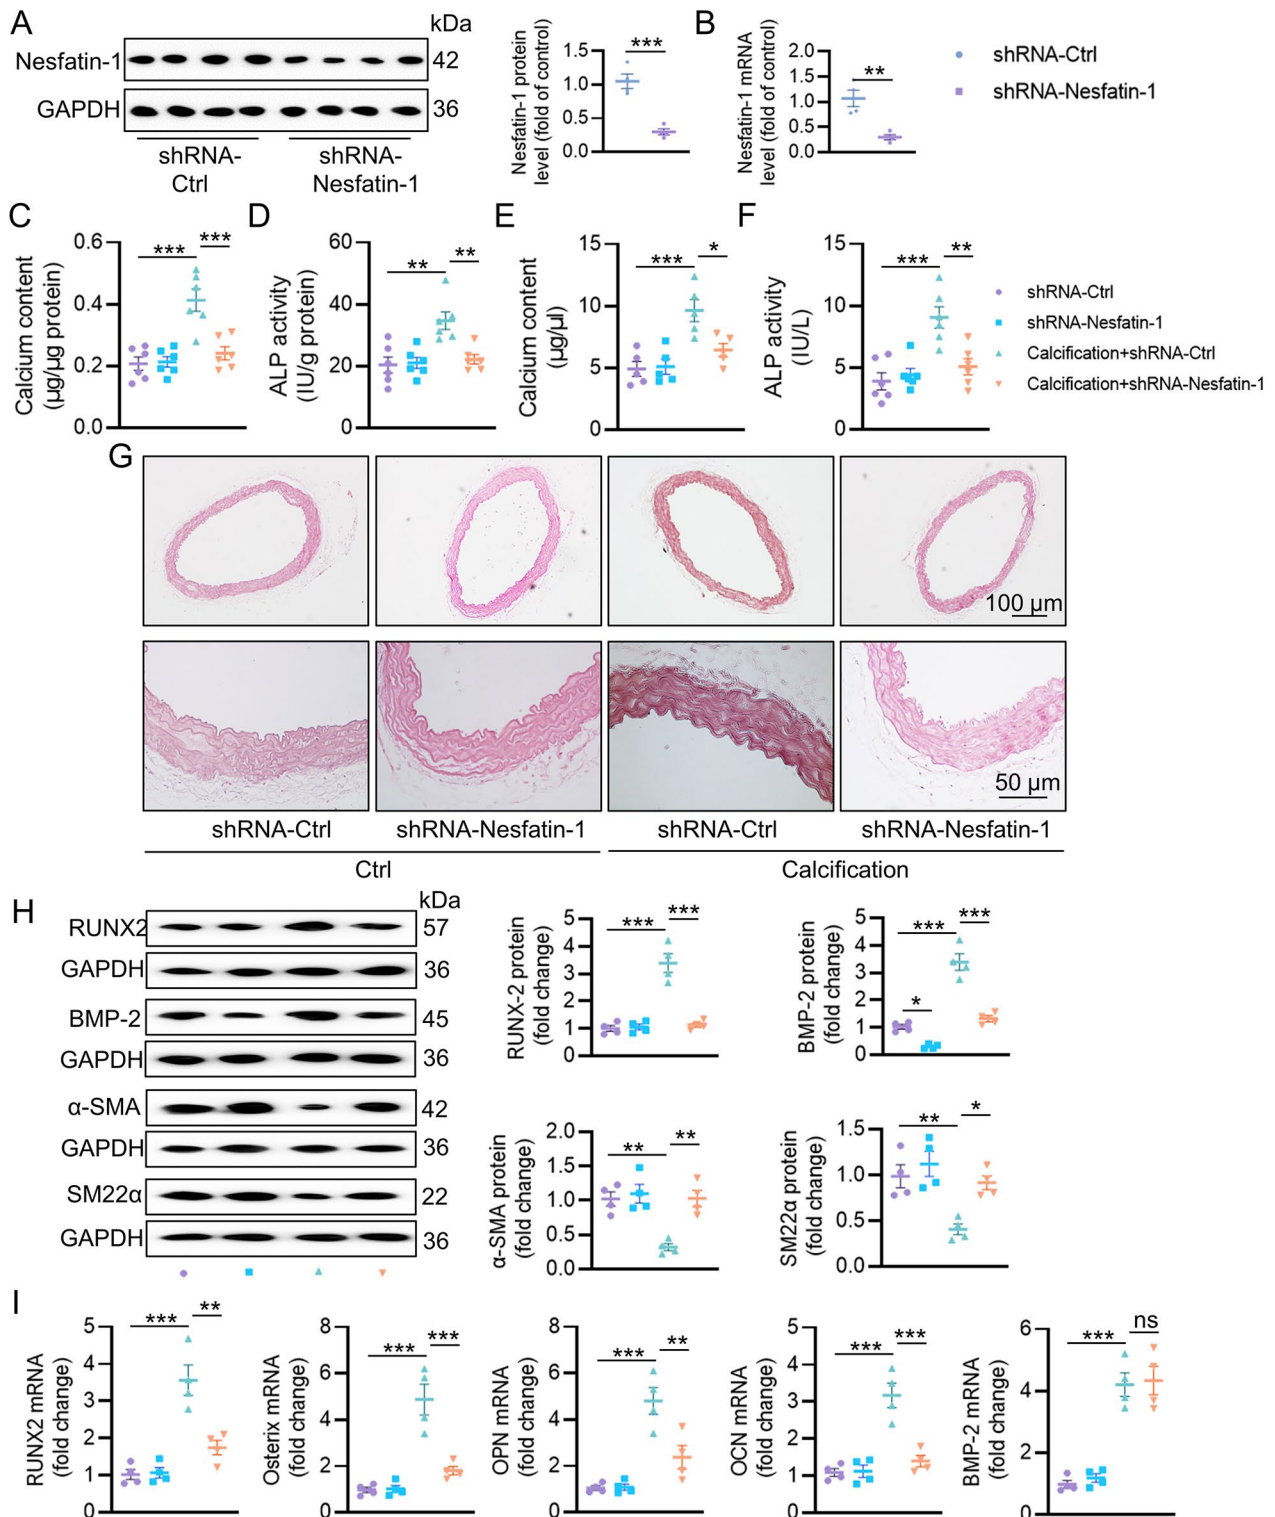 A
kDa
Nesfatin-1
42
GAPDH
36
shRNA-
Ctrl
shRNA-
Nesfatin-1
Nesfatin-1 protein
level (fold of control)
1.5
1.0
0.5
0.0
***
B
Nesfatin-1 mRNA
level (fold of control)
2.0
1.5
1.0
0.5
0.0
**
shRNA-Ctrl
shRNA-Nesfatin-1
C
Calcium content
(µg/µg protein)
0.6
0.4
0.2
0.0
***
***
D
ALP activity
(IU/g protein)
60
40
20
0
**
**
E
Calcium content
(µg/µl)
15
10
5
0
***
*
F
ALP activity
(IU/L)
15
10
5
0
***
**
shRNA-Ctrl
shRNA-Nesfatin-1
Calcification+shRNA-Ctrl
Calcification+shRNA-Nesfatin-1
G
100 µm
50 µm
shRNA-Ctrl
shRNA-Nesfatin-1
shRNA-Ctrl
shRNA-Nesfatin-1
Ctrl
Calcification
H
kDa
RUNX2
57
GAPDH
36
BMP-2
45
GAPDH
36
α-SMA
42
GAPDH
36
SM22α
22
GAPDH
36
RUNX-2 protein
(fold change)
5
4
3
2
1
0
***
***
BMP-2 protein
(fold change)
5
4
3
2
1
0
*
***
***
α-SMA protein
(fold change)
2.0
1.5
1.0
0.5
0.0
**
**
SM22α protein
(fold change)
1.5
1.0
0.5
0.0
**
*
I
RUNX2 mRNA
(fold change)
5
4
3
2
1
0
***
**
Osterix mRNA
(fold change)
8
6
4
2
0
***
***
OPN mRNA
(fold change)
8
6
4
2
0
***
**
OCN mRNA
(fold change)
5
4
3
2
1
0
***
***
BMP-2 mRNA
(fold change)
6
4
2
0
***
ns